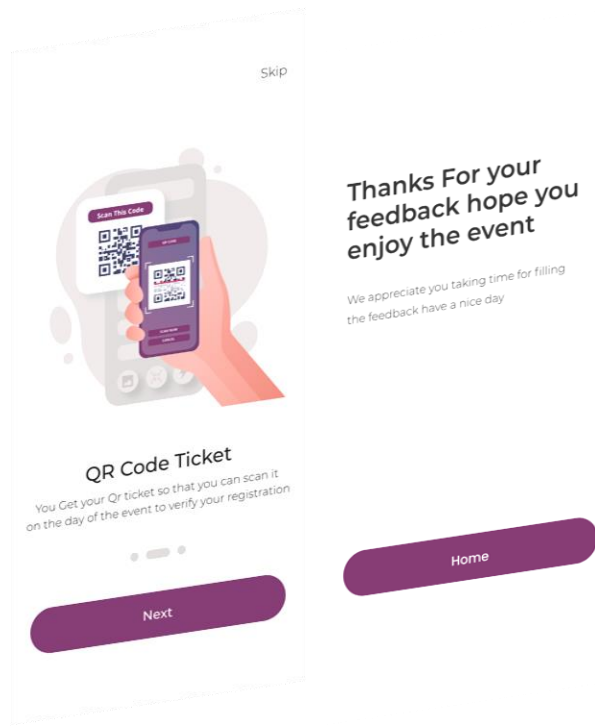 Skip
Scan This Code
QR Code Ticket
You Get your Qr ticket so that you can scan it
on the day of the event to verify your registration
Next
Thanks For your
feedback hope you
enjoy the event
We appreciate you taking time for filling
the feedback have a nice day
Home